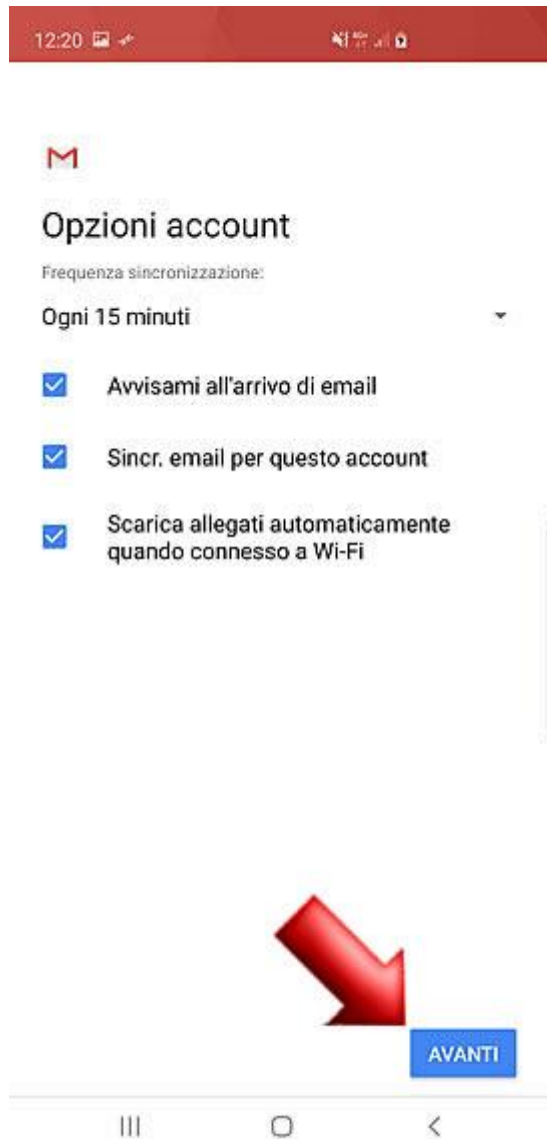 12:20
Opzioni account
Frequenza sincronizzazione:
Ogni 15 minuti
Avvisami all'arrivo di email
Sincr. email per questo account
Scarica allegati automaticamente
quando connesso a Wi-Fi
AVANTI